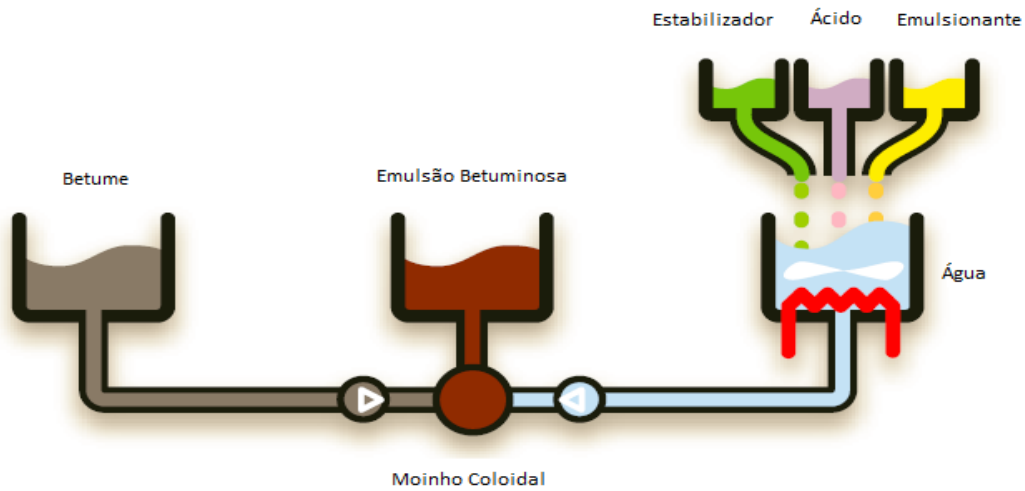 Estabilizador
Ácido
Emulsionante
Betume
Emulsão Betuminosa
Água
Moinho Coloidal